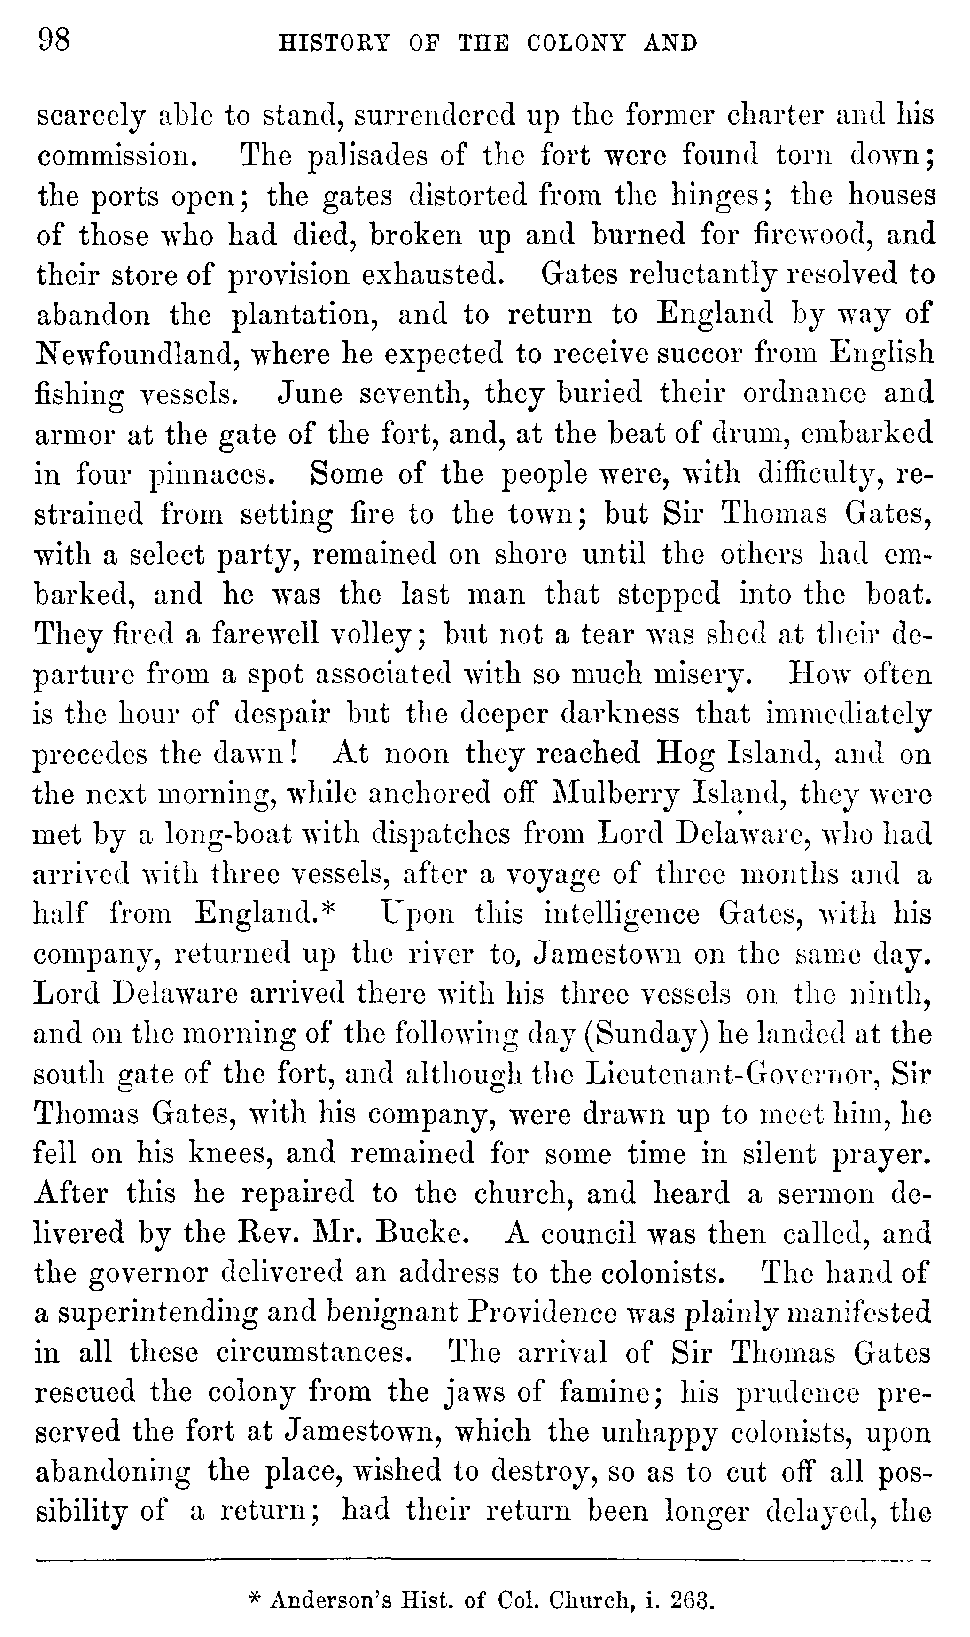 98 HISTORY OF THE COLONY AND
scarcely able to stand, surrendered up the former charter and his
commission. The palisades of the fort were found torn down;
the ports open; the gates distorted from the hinges; the houses
of those who had died, broken up and burned for firewood, and
their store of provision exhausted. Gates reluctantly resolved to
abandon the plantation, and to return to England by way of
Newfoundland, where he expected to receive succor from English
fishing vessels. June seventh, they buried their ordnance and
armor at the gate of the fort, and, at the beat of drum, embarked
in four pinnaces. Some of the people were, with difficulty, re-
strained from setting fire to the town; but Sir Thomas Gates,
with a select party, remained on shore until the others had em-
barked, and he was the last man that stepped into the boat.
They fired a farewell volley; but not a tear was shed at their de-
parture from a spot associated with so much misery. How often
is the hour of despair but the deeper darkness that immediately
precedes the dawn! At noon they reached Hog Island, and on
the next morning, while anchored off Mulberry Island, they were
met by a long-boat with dispatches from Lord Delaware, who had
arrived with three vessels, after a voyage of three months and a
half from England.* Upon this intelligence Gates, with his
company, returned up the river to, Jamestown on the same day.
Lord Delaware arrived there with his three vessels on the ninth,
and on the morning of the following day (Sunday) he landed at the
south gate of the fort, and although the Lieutenant-Governor, Sir
Thomas Gates, with his company, were drawn up to meet him, he
fell on his knees, and remained for some time in silent prayer.
After this he repaired to the church, and heard a sermon de-
livered by the Rev. Mr. Bucke. A council was then called, and
the governor delivered an address to the colonists. The hand of
a superintending and benignant Providence was plainly manifested
in all these circumstances. The arrival of Sir Thomas Gates
rescued the colony from the jaws of famine; his prudence pre-
served the fort at Jamestown, which the unhappy colonists, upon
abandoning the place, wished to destroy, so as to cut off all pos-
sibility of a return; had their return been longer delayed, the
* Anderson's Hist. of Col. Church, i. 263.